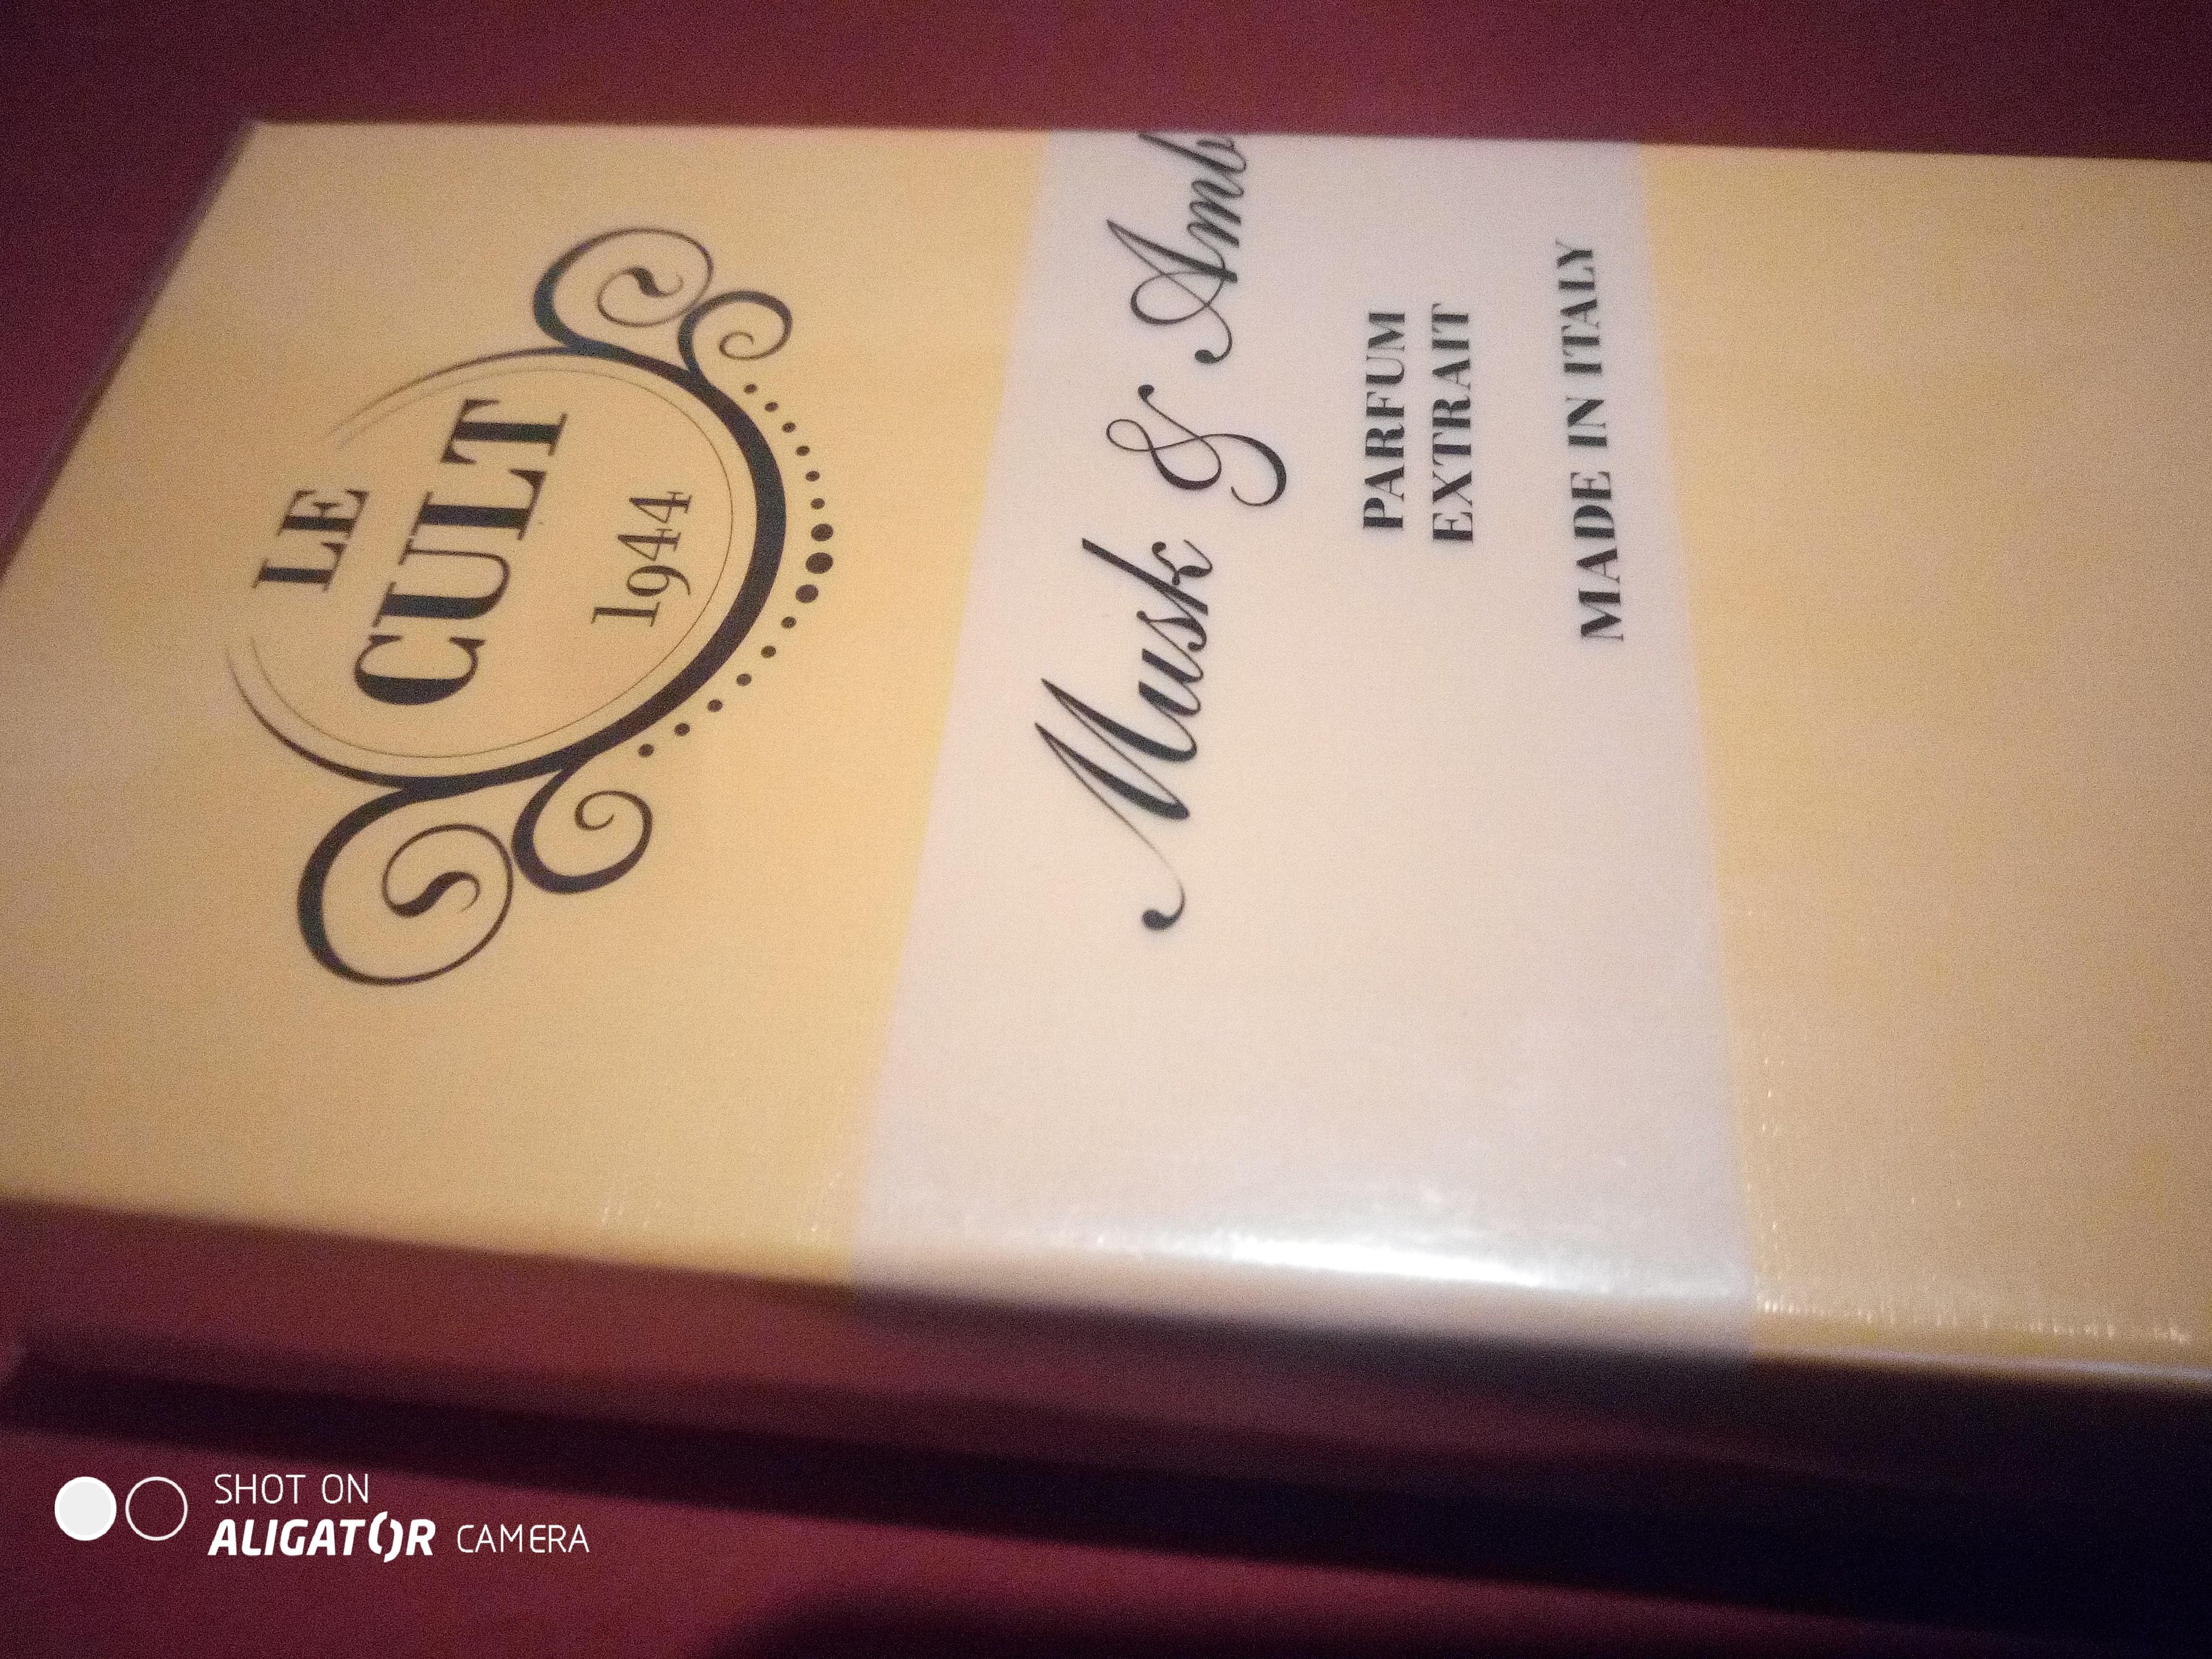 LE
CULT
1944
Musk & Amb
PARFUM
EXTRAIT
MADE IN ITALY
SHOT ON
ALIGATOR CAMERA